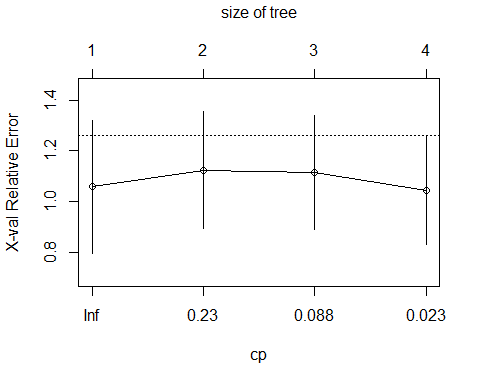 size of tree
1 2 3 4
X-val Relative Error
1.4
1.2
1.0
0.8
Inf 0.23 0.088 0.023
cp